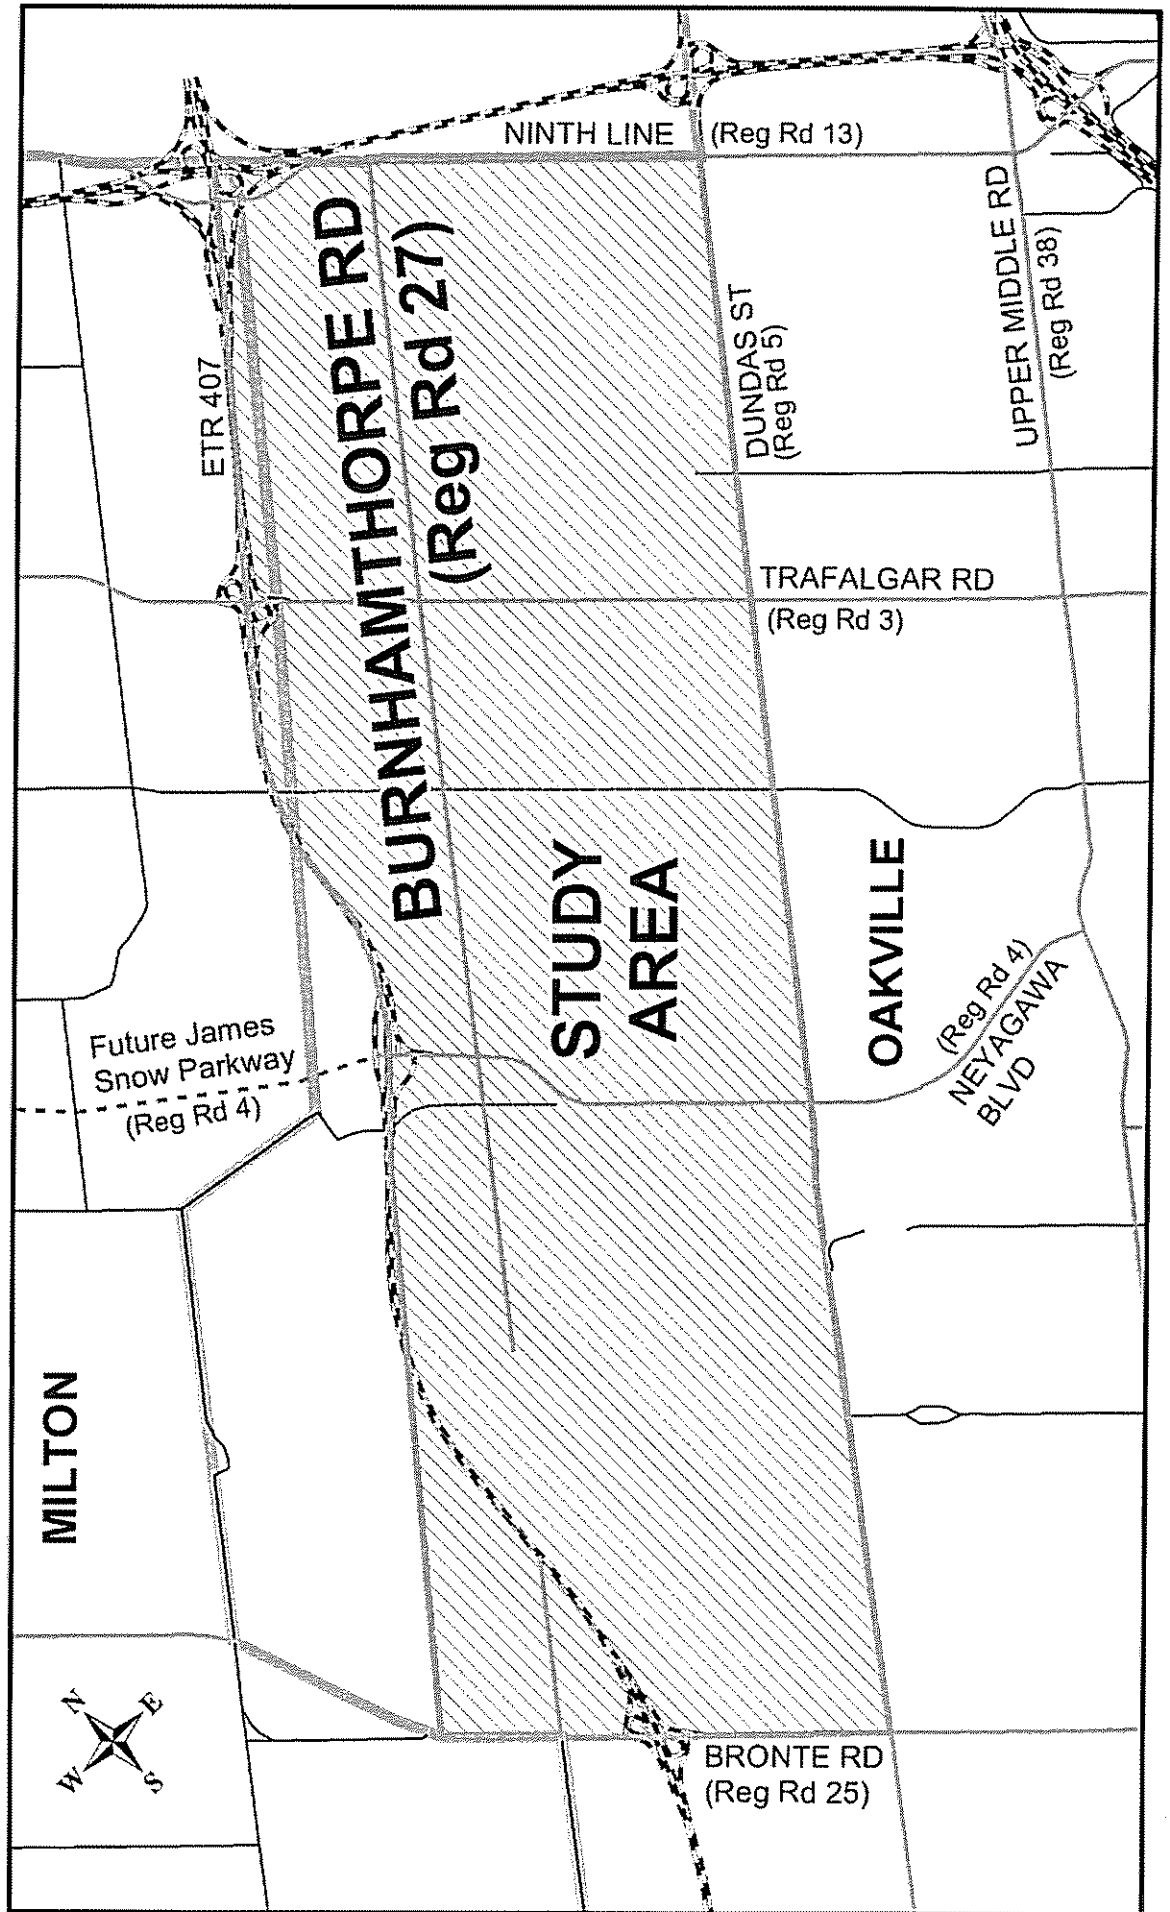 NINTH LINE
(Reg Rd 13)
BURNHAMTHORPE RD
(Reg Rd 27)
ETR 407
DUNDAS ST
(Reg Rd 5)
UPPER MIDDLE RD
(Reg Rd 38)
TRAFALGAR RD
(Reg Rd 3)
STUDY
AREA
OAKVILLE
(Reg Rd 4)
NEYAGAWA
BLVD
Future James
Snow Parkway
(Reg Rd 4)
MILTON
N
E
W
S
BRONTE RD
(Reg Rd 25)